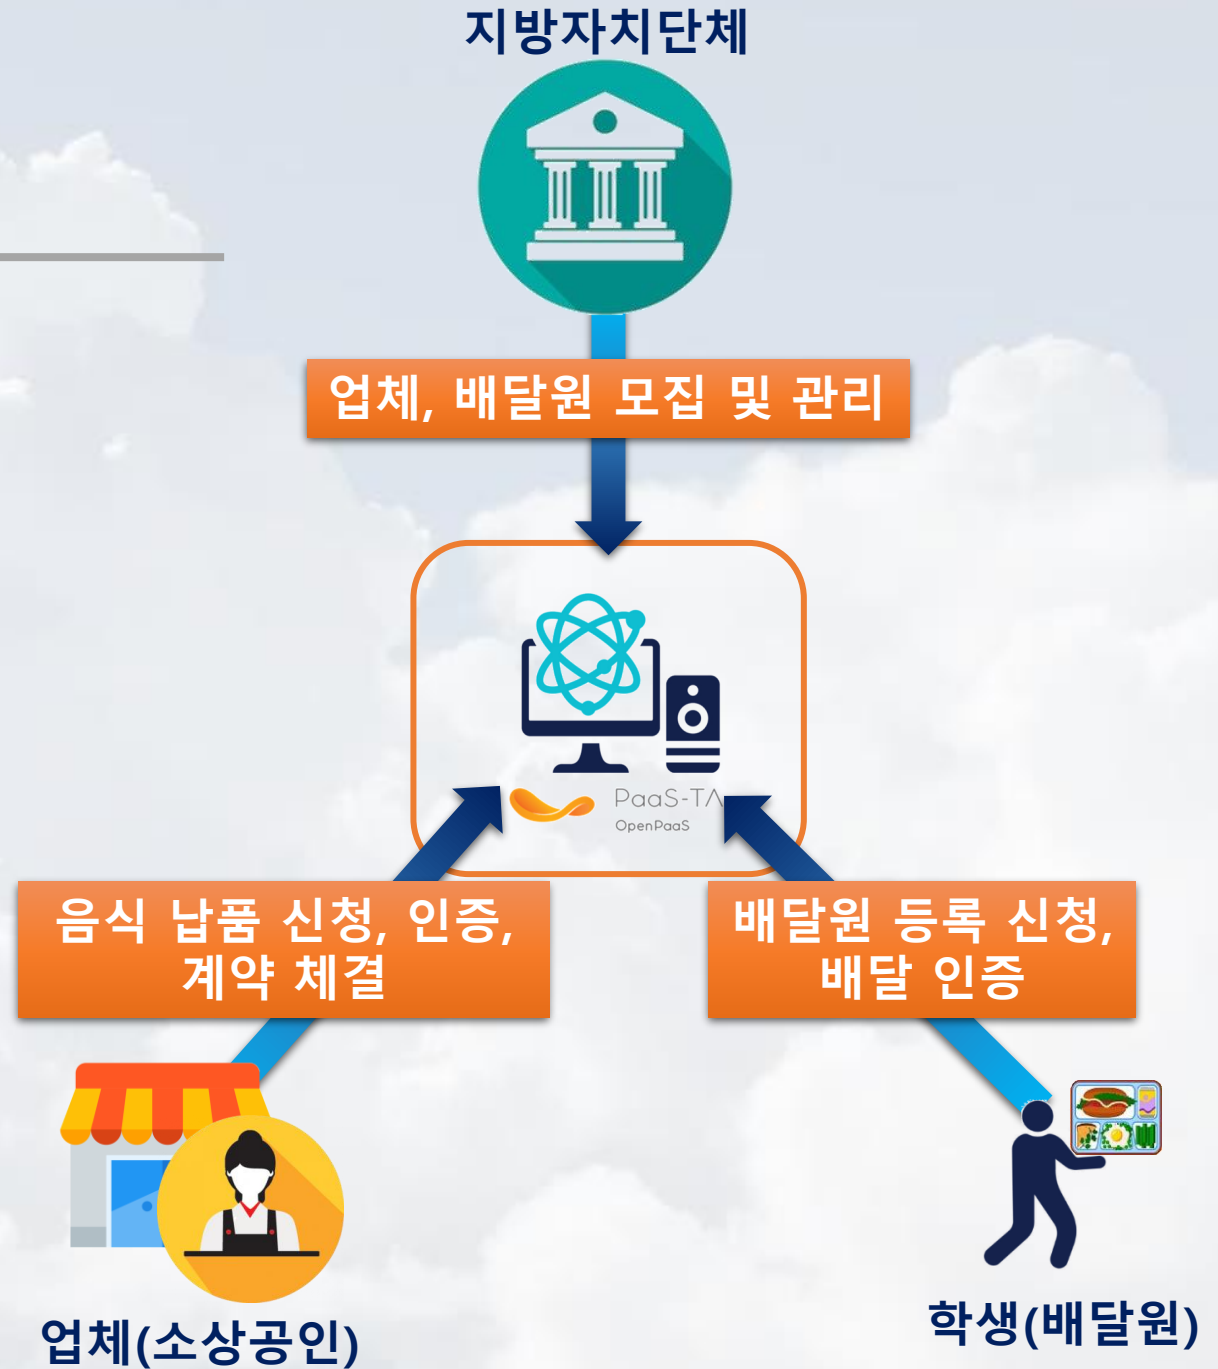 지방자치단체
업체, 배달원 모집 및 관리
PaaS-TA
OpenPaaS
음식 납품 신청, 인증,
계약 체결
배달원 등록 신청,
배달 인증
업체(소상공인)
학생(배달원)